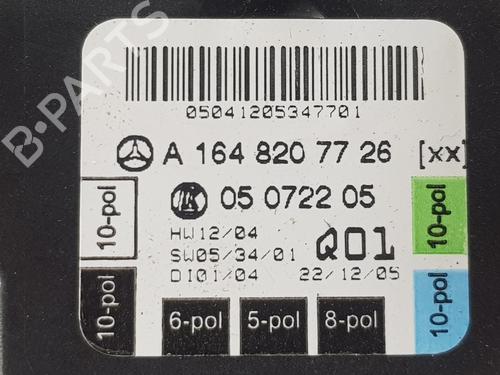 05041205347701
A 164 820 77 26 [xx]
05 0722 05
HW12/04
SW05/34/01 Q01
DI01/04 22/12/05
10-pol
10-pol
10-pol
10-pol
6-pol 5-pol 8-pol
B-PARTS